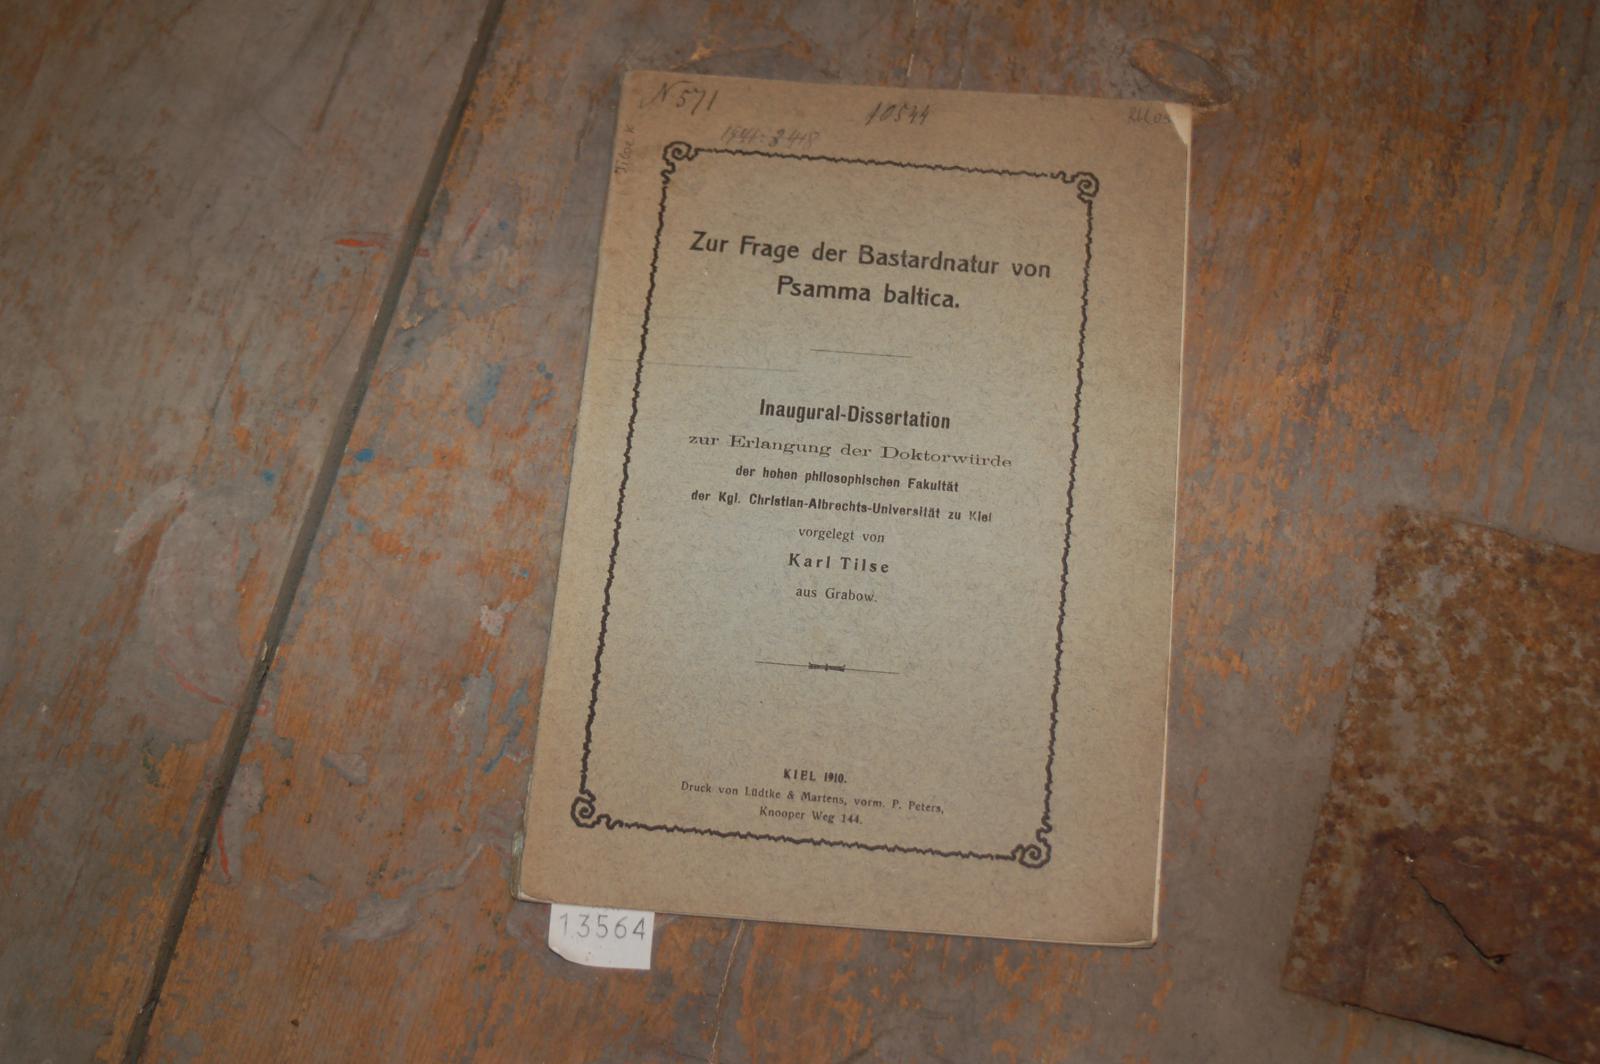 N 571
10544
Zur Frage der Bastardnatur von
Psamma baltica.
Inaugural-Dissertation
zur Erlangung der Doktorwürde
der hohen philosophischen Fakultät
der Kgl. Christian-Albrechts-Universität zu Kiel
vorgelegt von
Karl Tilse
aus Grabow.
KIEL 1910.
Druck von Lüdtke & Martens, vorm. P. Peters,
Knooper Weg 144.
13564